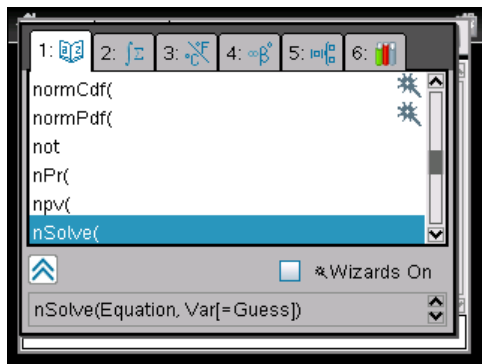 1: 2: ∫Σ 3: °C°F 4: ∞β° 5: 6:
normCdf(
normPdf(
not
nPr(
npv(
nSolve(
Wizards On
nSolve(Equation, Var[=Guess])